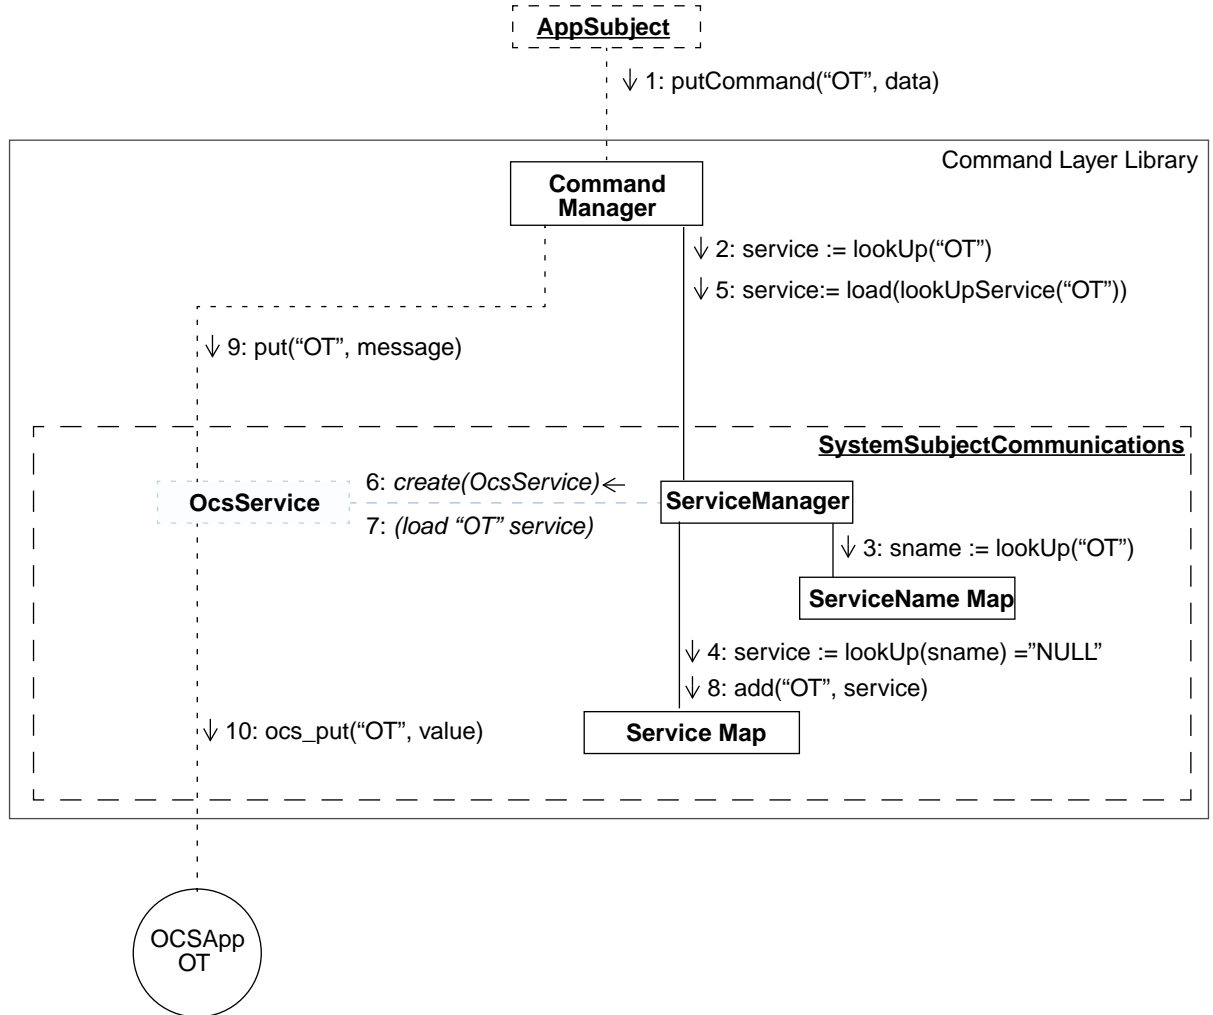 AppSubject
1: putCommand(“OT”, data)
Command Layer Library
Command
Manager
2: service := lookUp(“OT”)
5: service:= load(lookUpService(“OT”))
9: put(“OT”, message)
SystemSubjectCommunications
6: create(OcsService)
OcsService
ServiceManager
7: (load “OT” service)
3: sname := lookUp(“OT”)
ServiceName Map
4: service := lookUp(sname) =”NULL”
8: add(“OT”, service)
10: ocs_put(“OT”, value)
Service Map
OCSApp
OT